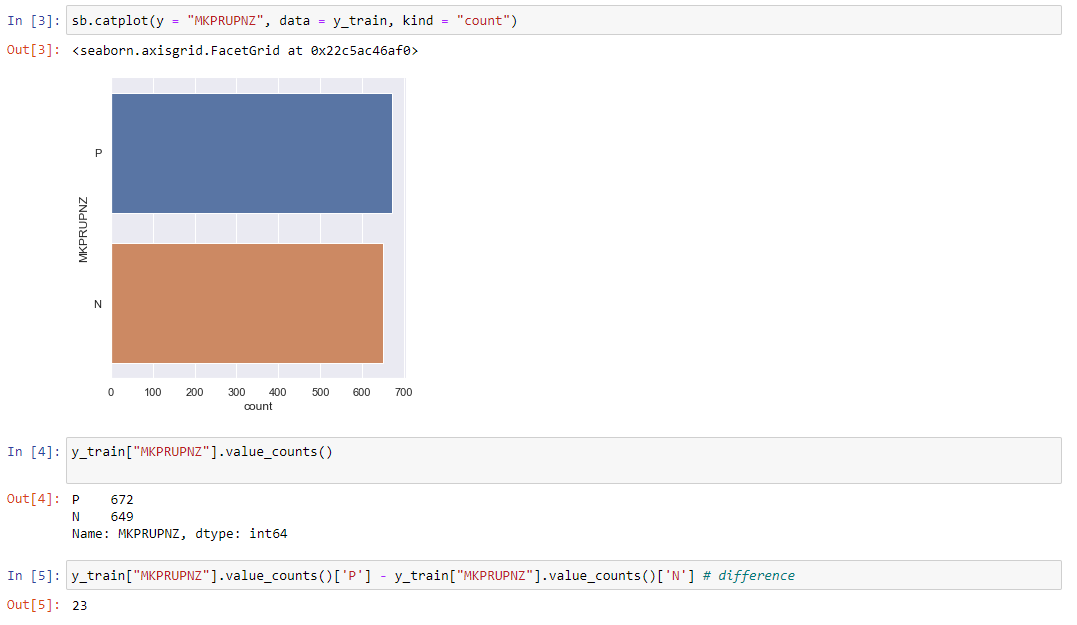 In [3]: sb.catplot(y = "MKPRUPNZ", data = y_train, kind = "count")
Out[3]: <seaborn.axisgrid.FacetGrid at 0x22c5ac46af0>
P
MKPRUPNZ
N
0 100 200 300 400 500 600 700
count
In [4]: y_train["MKPRUPNZ"].value_counts()
Out[4]: P 672
N 649
Name: MKPRUPNZ, dtype: int64
In [5]: y_train["MKPRUPNZ"].value_counts()['P'] - y_train["MKPRUPNZ"].value_counts()['N'] # difference
Out[5]: 23